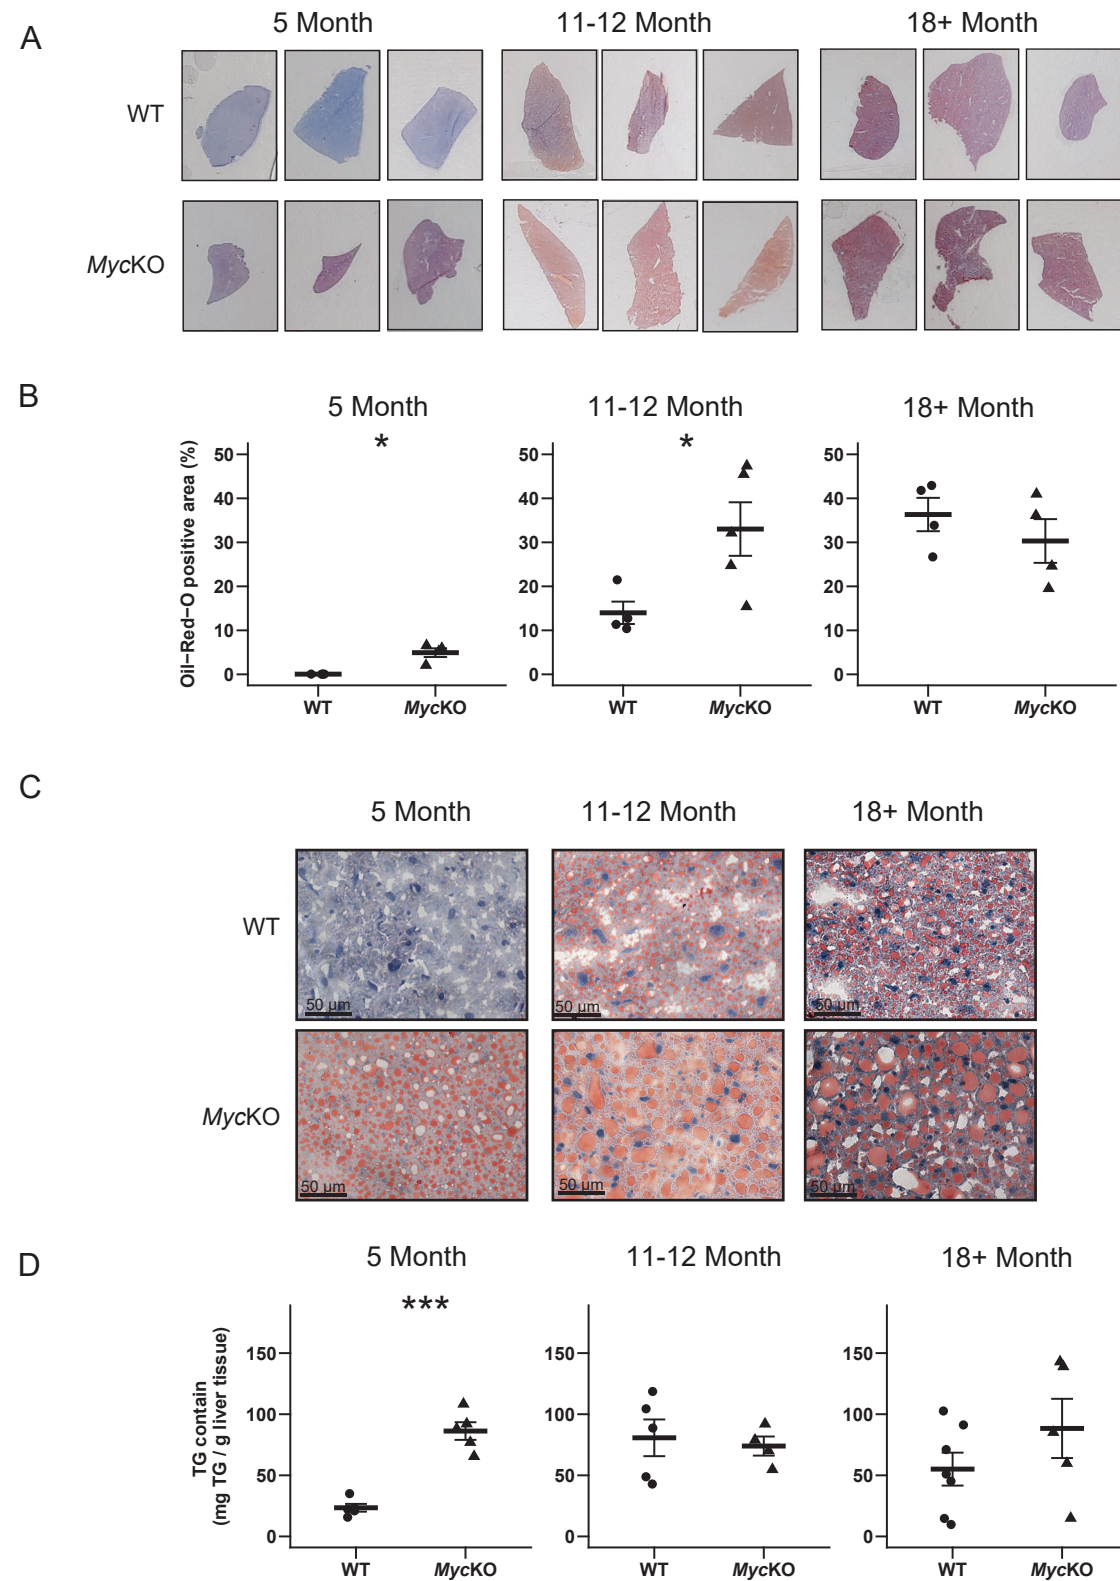 A
5 Month 11-12 Month 18+ Month
WT
MycKO
B
5 Month 11-12 Month 18+ Month
* *
Oil-Red-O positive area (%)
50 50 50
40 40 40
30 30 30
20 20 20
10 10 10
0 0 0
WT MycKO WT MycKO WT MycKO
C
5 Month 11-12 Month 18+ Month
WT
50 µm 50 µm 50 µm
MycKO
50 µm 50 µm 50 µm
D
5 Month 11-12 Month 18+ Month
***
TG contain
(mg TG / g liver tissue)
150 150 150
100 100 100
50 50 50
0 0 0
WT MycKO WT MycKO WT MycKO